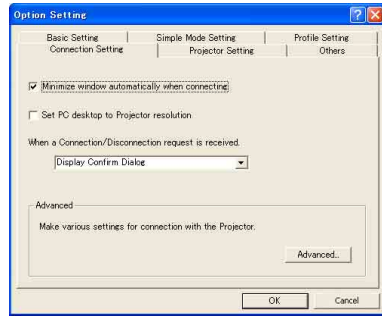 Option Setting
Basic Setting Simple Mode Setting Profile Setting
Connection Setting Projector Setting Others
Minimize window automatically when connecting
Set PC desktop to Projector resolution
When a Connection/Disconnection request is received.
Display Confirm Dialog
Advanced
Make various settings for connection with the Projector.
Advanced..
OK Cancel